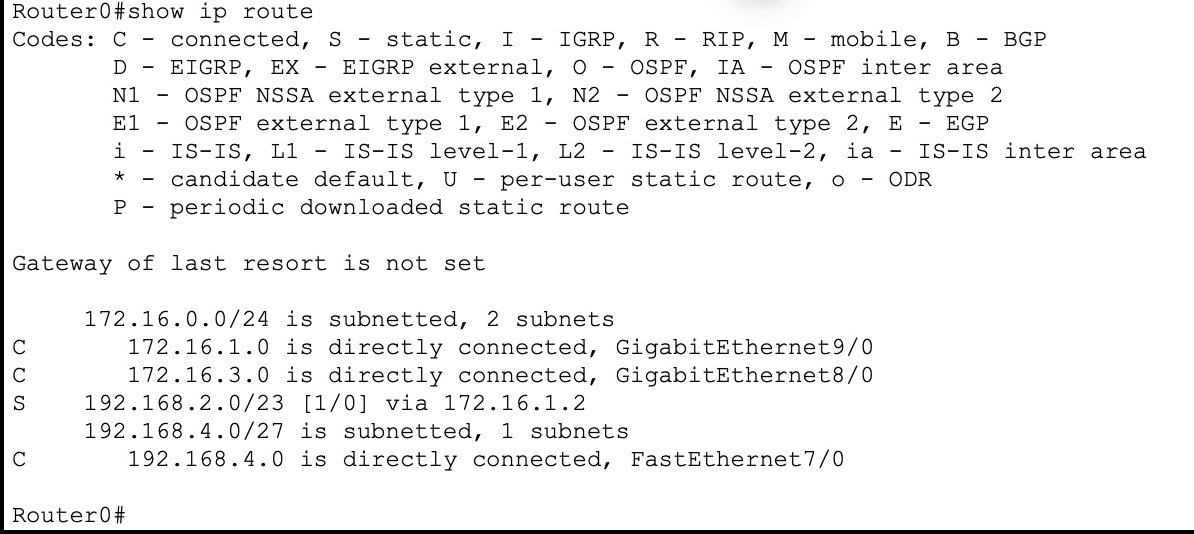 Router0#show ip route
Codes: C - connected, S - static, I - IGRP, R - RIP, M - mobile, B - BGP
D - EIGRP, EX - EIGRP external, O - OSPF, IA - OSPF inter area
N1 - OSPF NSSA external type 1, N2 - OSPF NSSA external type 2
E1 - OSPF external type 1, E2 - OSPF external type 2, E - EGP
i - IS-IS, L1 - IS-IS level-1, L2 - IS-IS level-2, ia - IS-IS inter area
* - candidate default, U - per-user static route, o - ODR
P - periodic downloaded static route
Gateway of last resort is not set
172.16.0.0/24 is subnetted, 2 subnets
C 172.16.1.0 is directly connected, GigabitEthernet9/0
C 172.16.3.0 is directly connected, GigabitEthernet8/0
S 192.168.2.0/23 [1/0] via 172.16.1.2
192.168.4.0/27 is subnetted, 1 subnets
C 192.168.4.0 is directly connected, FastEthernet7/0
Router0#